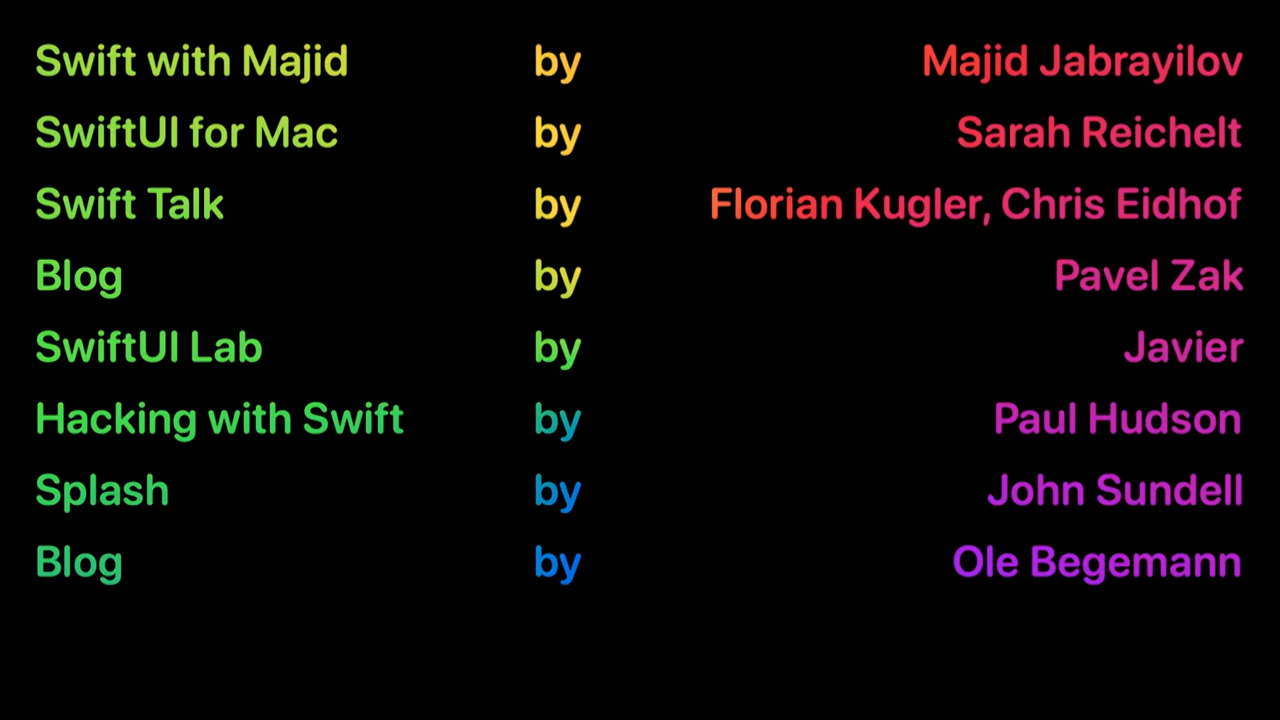 Swift with Majid by Majid Jabrayilov
SwiftUI for Mac by Sarah Reichelt
Swift Talk by Florian Kugler, Chris Eidhof
Blog by Pavel Zak
SwiftUI Lab by Javier
Hacking with Swift by Paul Hudson
Splash by John Sundell
Blog by Ole Begemann